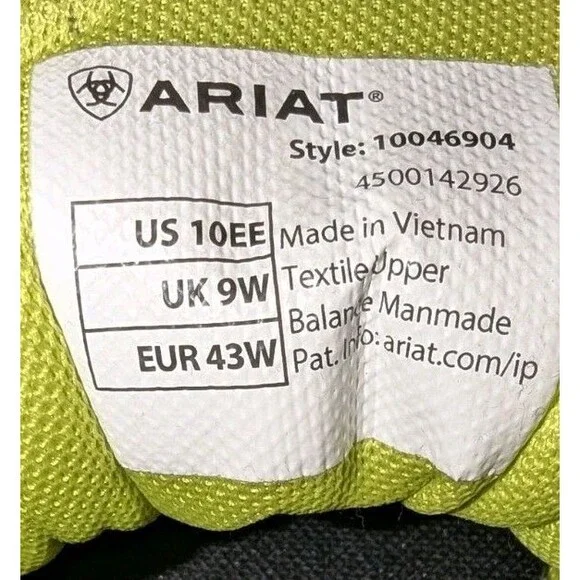 ARIAT®
Style: 10046904
4500142926
US 10EE
UK 9W
EUR 43W
Made in Vietnam
Textile Upper
Balance Manmade
Pat. Info: ariat.com/ip